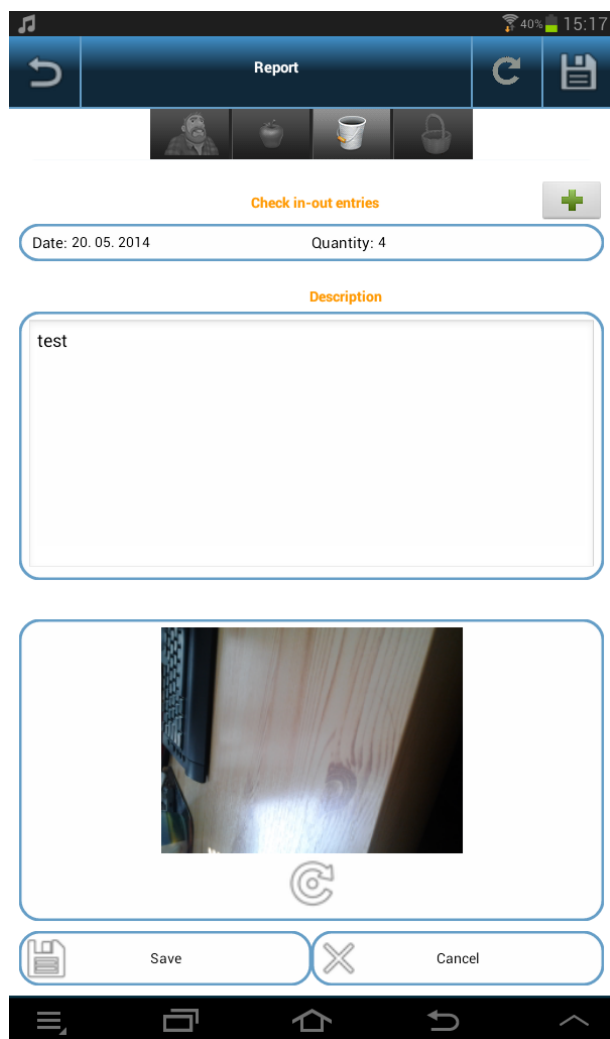 40% 15:17
Report
Check in-out entries
Date: 20. 05. 2014 Quantity: 4
Description
test
Save Cancel